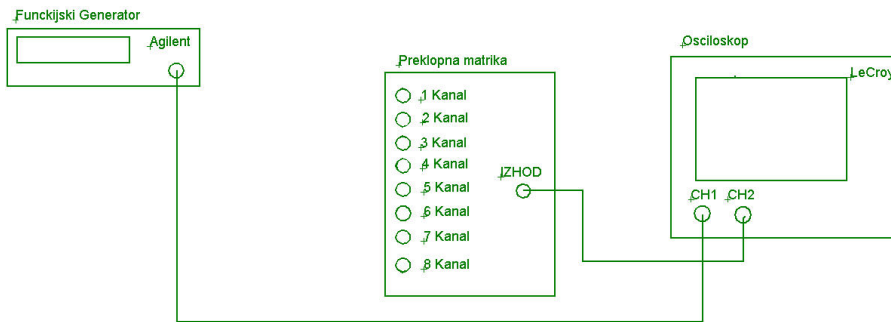 Funckijski Generator
Agilent
Preklopna matrika
1 Kanal
2 Kanal
3 Kanal
4 Kanal
5 Kanal
6 Kanal
7 Kanal
8 Kanal
IZHOD
Osciloskop
LeCroy
CH1
CH2